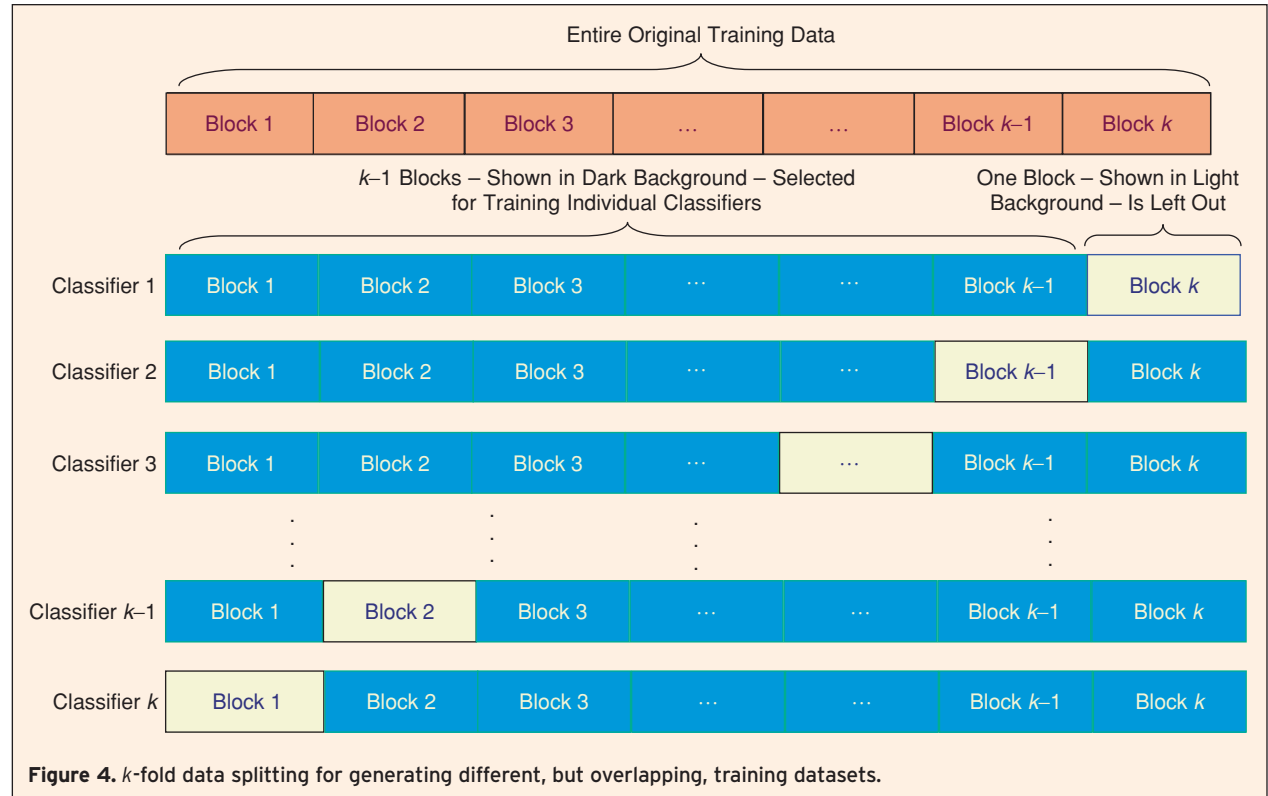 Entire Original Training Data
Block 1 Block 2 Block 3 ... ... Block k–1 Block k
k–1 Blocks – Shown in Dark Background – Selected
for Training Individual Classifiers
One Block – Shown in Light
Background – Is Left Out
Classifier 1 Block 1 Block 2 Block 3 ... ... Block k–1 Block k
Classifier 2 Block 1 Block 2 Block 3 ... ... Block k–1 Block k
Classifier 3 Block 1 Block 2 Block 3 ... ... Block k–1 Block k
Classifier k–1 Block 1 Block 2 Block 3 ... ... Block k–1 Block k
Classifier k Block 1 Block 2 Block 3 ... ... Block k–1 Block k
Figure 4. k-fold data splitting for generating different, but overlapping, training datasets.